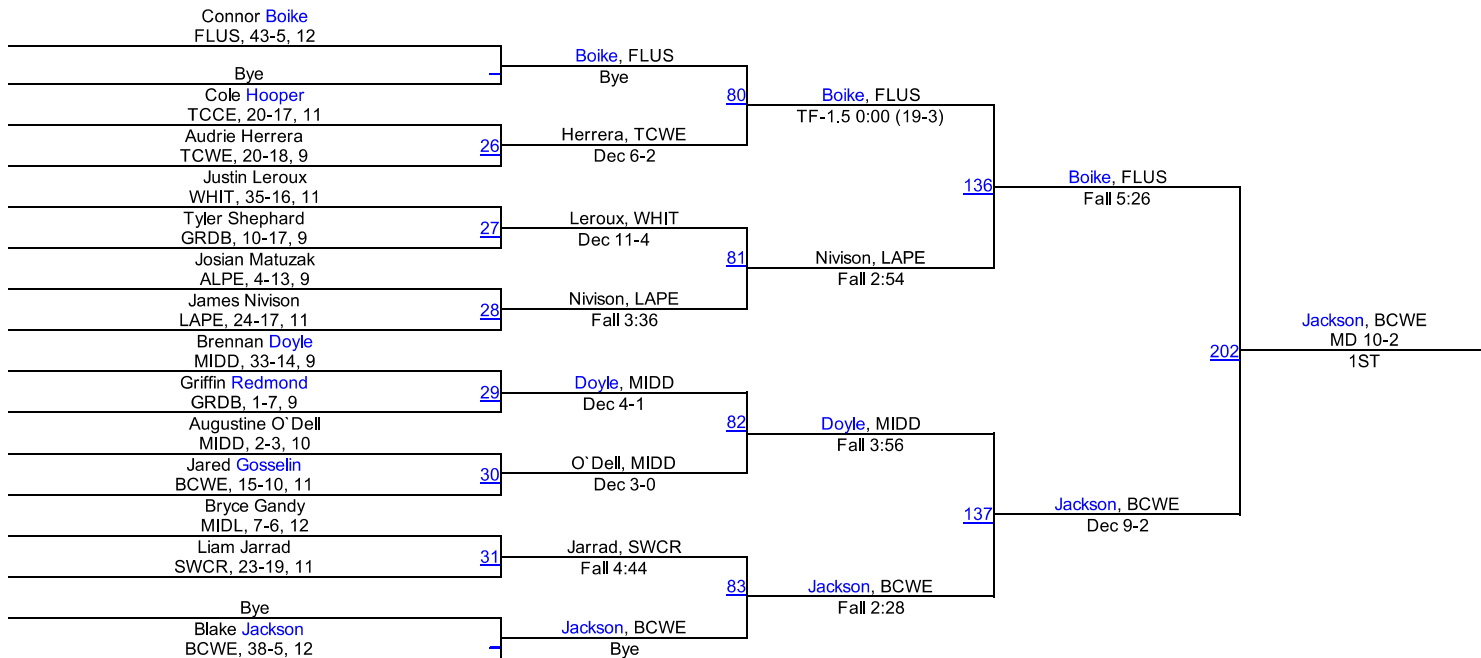 Connor Boike
FLUS, 43-5, 12
Bye
Cole Hooper
TCCE, 20-17, 11
Audrie Herrera
TCWE, 20-18, 9
Justin Leroux
WHIT, 35-16, 11
Tyler Shephard
GRDB, 10-17, 9
Josian Matuzak
ALPE, 4-13, 9
James Nivison
LAPE, 24-17, 11
Brennan Doyle
MIDD, 33-14, 9
Griffin Redmond
GRDB, 1-7, 9
Augustine O`Dell
MIDD, 2-3, 10
Jared Gosselin
BCWE, 15-10, 11
Bryce Gandy
MIDL, 7-6, 12
Liam Jarrad
SWCR, 23-19, 11
Bye
Blake Jackson
BCWE, 38-5, 12
26
27
28
29
30
31
Boike, FLUS
Bye
Herrera, TCWE
Dec 6-2
Leroux, WHIT
Dec 11-4
Nivison, LAPE
Fall 3:36
Doyle, MIDD
Dec 4-1
O`Dell, MIDD
Dec 3-0
Jarrad, SWCR
Fall 4:44
Jackson, BCWE
Bye
80
81
82
83
Boike, FLUS
TF-1.5 0:00 (19-3)
Nivison, LAPE
Fall 2:54
Doyle, MIDD
Fall 3:56
Jackson, BCWE
Fall 2:28
136
137
Boike, FLUS
Fall 5:26
Jackson, BCWE
Dec 9-2
202
Jackson, BCWE
MD 10-2
1ST